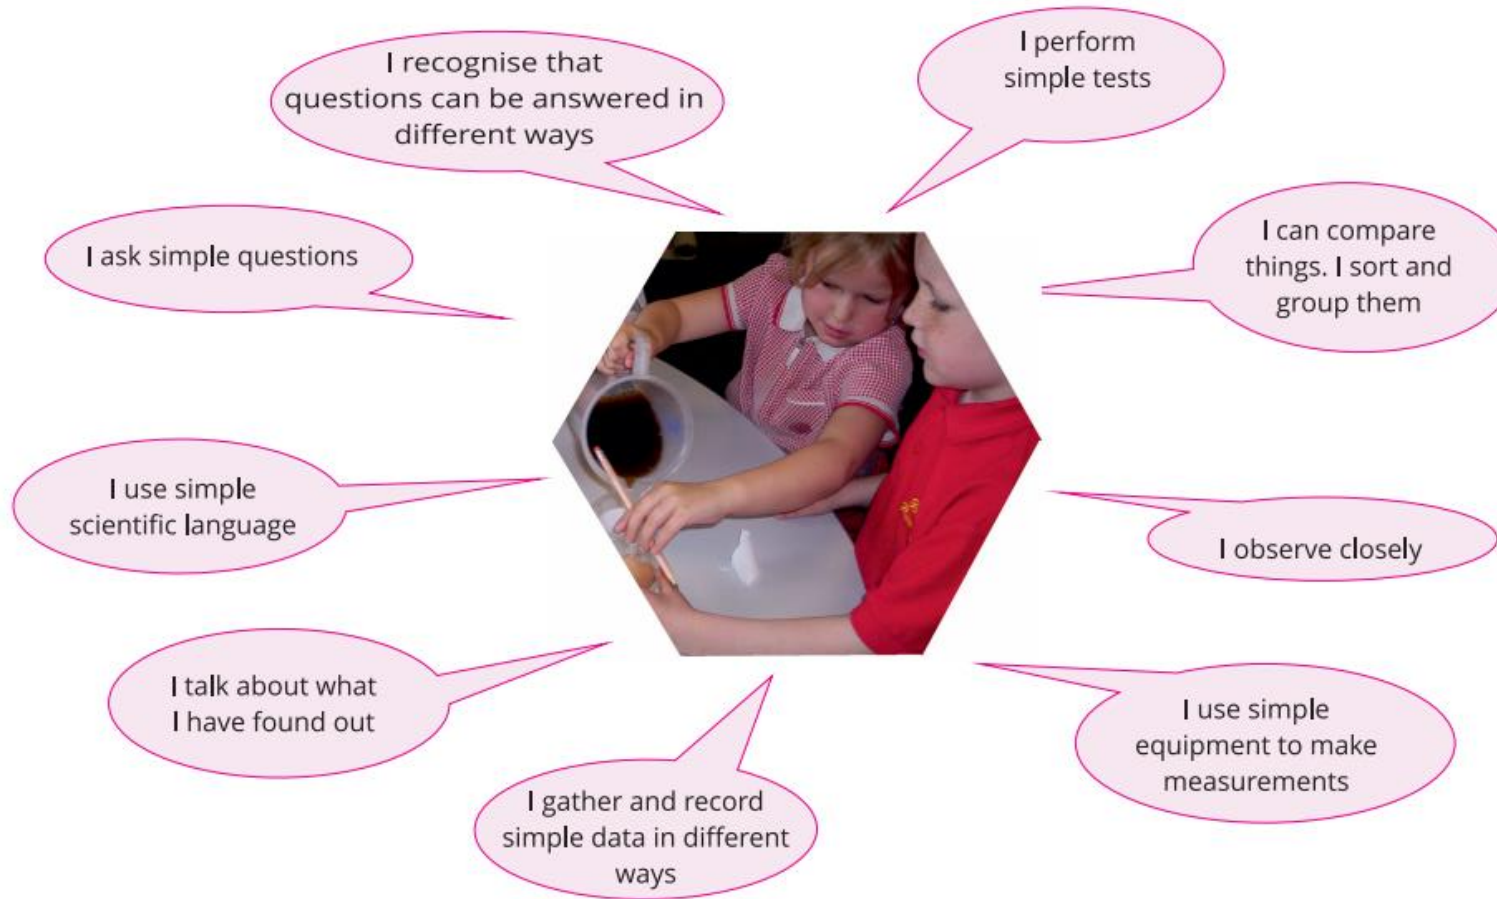 I recognise that
questions can be answered in
different ways
I perform
simple tests
I ask simple questions
I can compare
things. I sort and
group them
I use simple
scientific language
I observe closely
I talk about what
I have found out
I use simple
equipment to make
measurements
I gather and record
simple data in different
ways